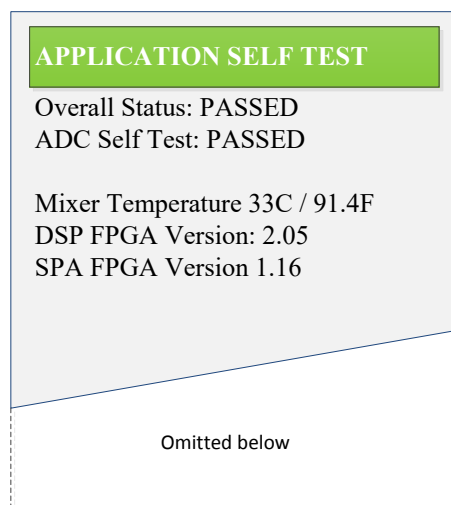 APPLICATION SELF TEST
Overall Status: PASSED
ADC Self Test: PASSED
Mixer Temperature 33C / 91.4F
DSP FPGA Version: 2.05
SPA FPGA Version 1.16
Omitted below